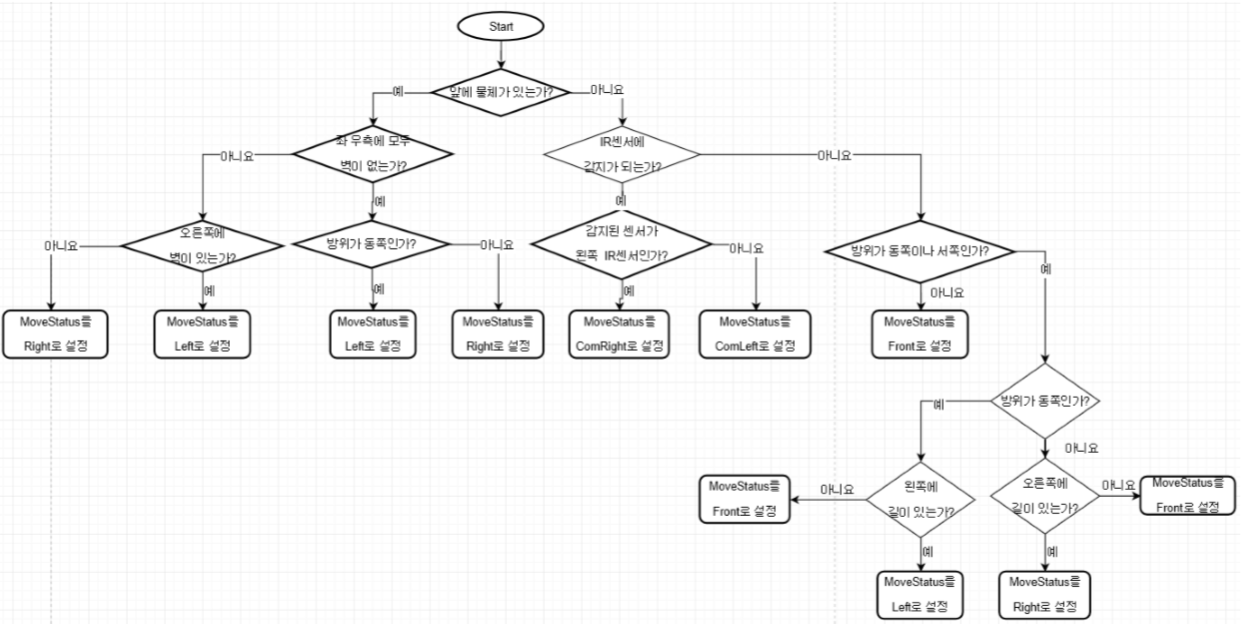 Start
앞에 물체가 있는가?
예
아니요
좌 우측에 모두
벽이 없는가?
IR센서에
감지가 되는가?
아니요
예
예
아니요
오른쪽에
벽이 있는가?
방위가 동쪽인가?
감지된 센서가
왼쪽 IR센서인가?
방위가 동쪽이나 서쪽인가?
아니요
예
예
아니요
예
아니요
아니요
예
MoveStatus를
Right로 설정
MoveStatus를
Left로 설정
MoveStatus를
Left로 설정
MoveStatus를
Right로 설정
MoveStatus를
ComRight로 설정
MoveStatus를
ComLeft로 설정
MoveStatus를
Front로 설정
방위가 동쪽인가?
예
아니요
왼쪽에
길이 있는가?
오른쪽에
길이 있는가?
아니요
예
아니요
예
MoveStatus를
Front로 설정
MoveStatus를
Front로 설정
MoveStatus를
Left로 설정
MoveStatus를
Right로 설정